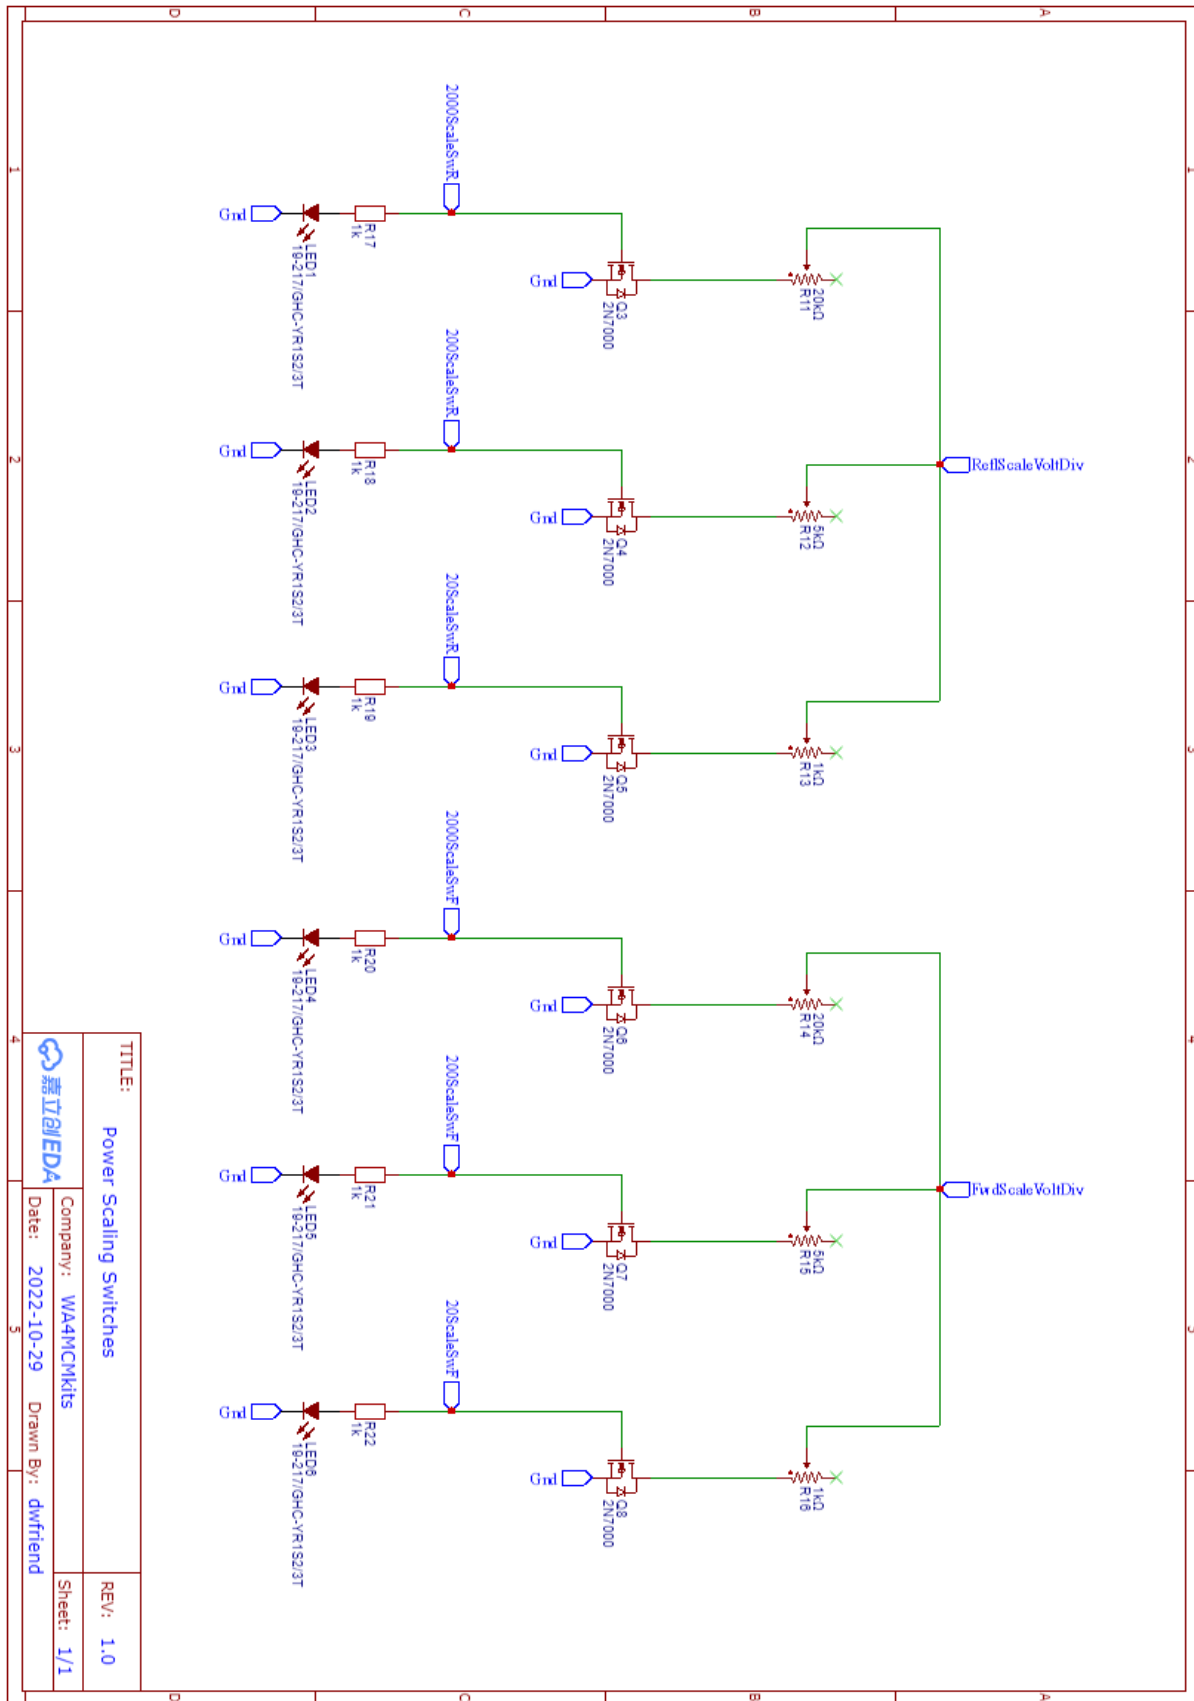 A
B
C
D
1
2
3
4
5
1
2
3
4
5
A
B
C
D
ReflScaleVoltDiv
FwdScaleVoltDiv
20kΩ
R11
5kΩ
R12
1kΩ
R13
20kΩ
R14
5kΩ
R15
1kΩ
R16
Gnd
Q3
2N7000
Gnd
Q4
2N7000
Gnd
Q5
2N7000
Gnd
Q6
2N7000
Gnd
Q7
2N7000
Gnd
Q8
2N7000
2000ScaleSwR
200ScaleSwR
20ScaleSwR
2000ScaleSwF
200ScaleSwF
20ScaleSwF
R17
1k
R18
1k
R19
1k
R20
1k
R21
1k
R22
1k
LED1
19-217/GHC-YR1S2/3T
LED2
19-217/GHC-YR1S2/3T
LED3
19-217/GHC-YR1S2/3T
LED4
19-217/GHC-YR1S2/3T
LED5
19-217/GHC-YR1S2/3T
LED6
19-217/GHC-YR1S2/3T
Gnd
Gnd
Gnd
Gnd
Gnd
Gnd
TITLE:
Power Scaling Switches
REV: 1.0
嘉立创EDA
Company: WA4MCMkits
Sheet: 1/1
Date: 2022-10-29 Drawn By: dwfriend